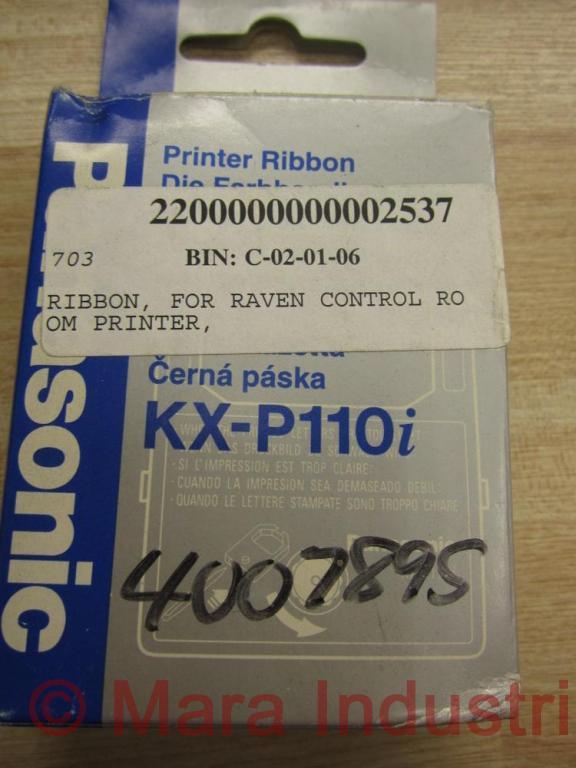 Panasonic
Printer Ribbon
Die Farbband
2200000000002537
703 BIN: C-02-01-06
RIBBON, FOR RAVEN CONTROL RO
OM PRINTER,
Černá páska
KX-P110i
· SI L'IMPRESSION EST TROP CLAIRE:
· CUANDO LA IMPRESION SEA DEMASEADO DEBIL
· QUANDO LE LETTERE STAMPATE SONO TROPPO CHIARE
4007895
© Mara Industri